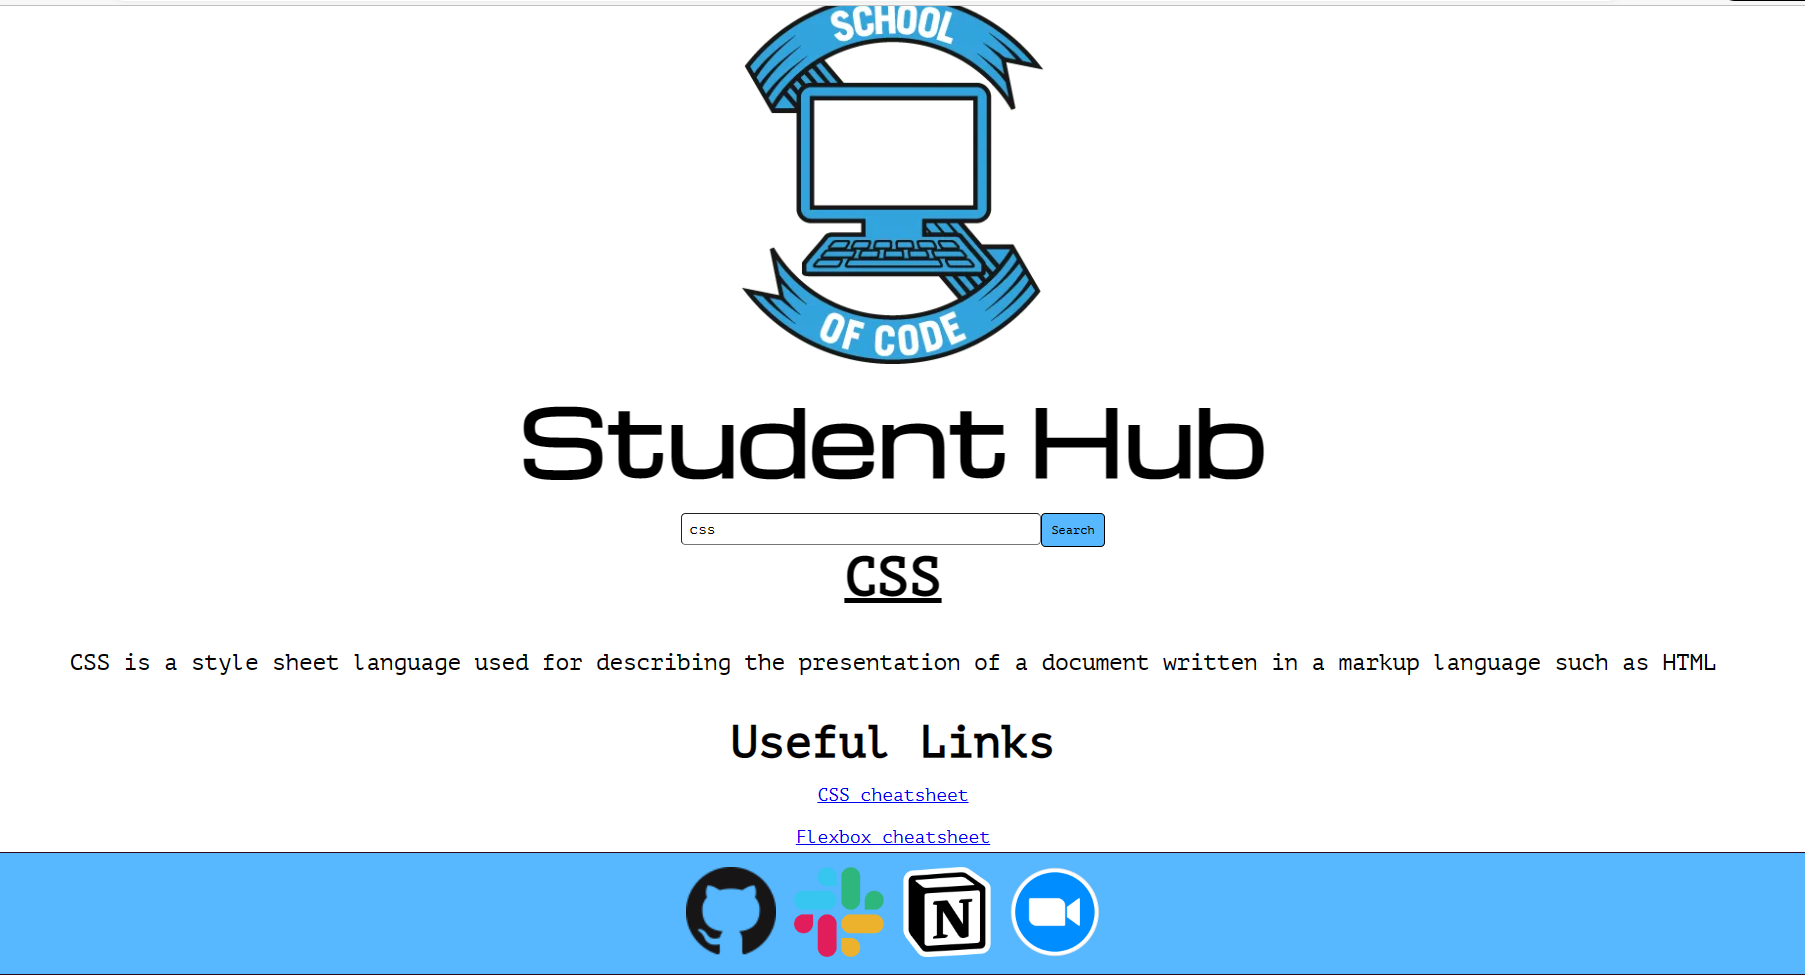 SCHOOL
OF CODE
Student Hub
css
Search
CSS
CSS is a style sheet language used for describing the presentation of a document written in a markup language such as HTML
Useful Links
CSS cheatsheet
Flexbox cheatsheet
N